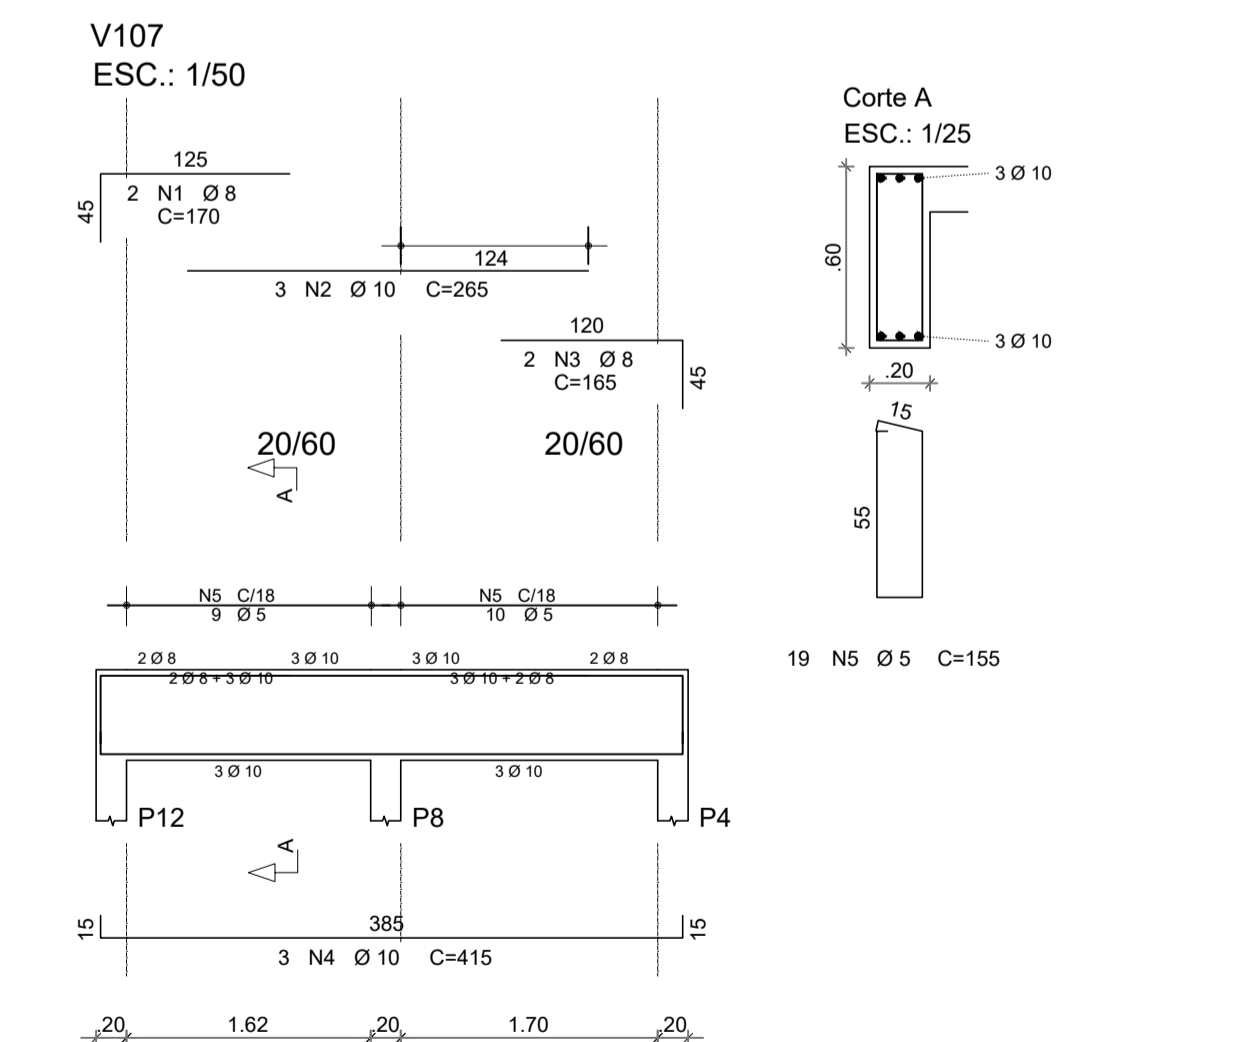 V107
ESC.: 1/50
125
45
2 N1 Ø 8
C=170
124
3 N2 Ø 10 C=265
120
2 N3 Ø 8
C=165
45
20/60
20/60
A
N5 C/18
9 Ø 5
N5 C/18
10 Ø 5
2 Ø 8
3 Ø 10
3 Ø 10
2 Ø 8
2 Ø 8 + 3 Ø 10
3 Ø 10 + 2 Ø 8
3 Ø 10
3 Ø 10
P12
P8
P4
A
15
385
15
3 N4 Ø 10 C=415
.20
1.62
.20
1.70
.20
Corte A
ESC.: 1/25
3 Ø 10
.60
3 Ø 10
.20
15
55
19 N5 Ø 5 C=155